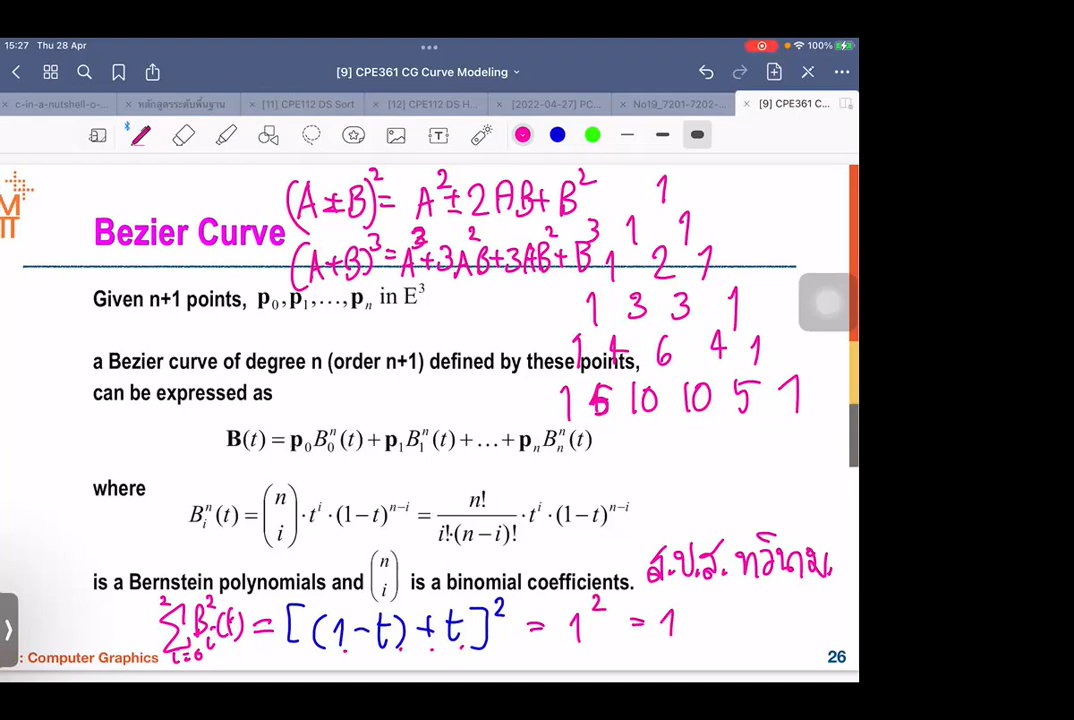 15:27 Thu 28 Apr
100%
[9] CPE361 CG Curve Modeling
c-in-a-nutshell-o-...
หลักสูตรระดับพื้นฐาน
[11] CPE112 DS Sort
[12] CPE112 DS H...
[2022-04-27] PC...
No19_7201-7202-...
[9] CPE361 C...
(A±B)² = A²±2AB+B²
(A+B)³ = A³+3A²B+3AB²+B³
1
1 1
1 2 1
1 3 3 1
1 4 6 4 1
1 5 10 10 5 1
Bezier Curve
Given n+1 points, p₀,p₁,…,pₙ in E³
a Bezier curve of degree n (order n+1) defined by these points,
can be expressed as
B(t) = p₀B₀ⁿ(t)+p₁B₁ⁿ(t)+…+pₙBₙⁿ(t)
where
Bᵢⁿ(t) = (n i)·tⁱ·(1−t)ⁿ⁻ⁱ = n!/(i!·(n−i)!)·tⁱ·(1−t)ⁿ⁻ⁱ
is a Bernstein polynomials and (n i) is a binomial coefficients.
ส.ป.ส. ทวินาม.
²∑ᵢ₌₀ Bᵢ²(t) = [(1-t)+t]² = 1² = 1
: Computer Graphics
26